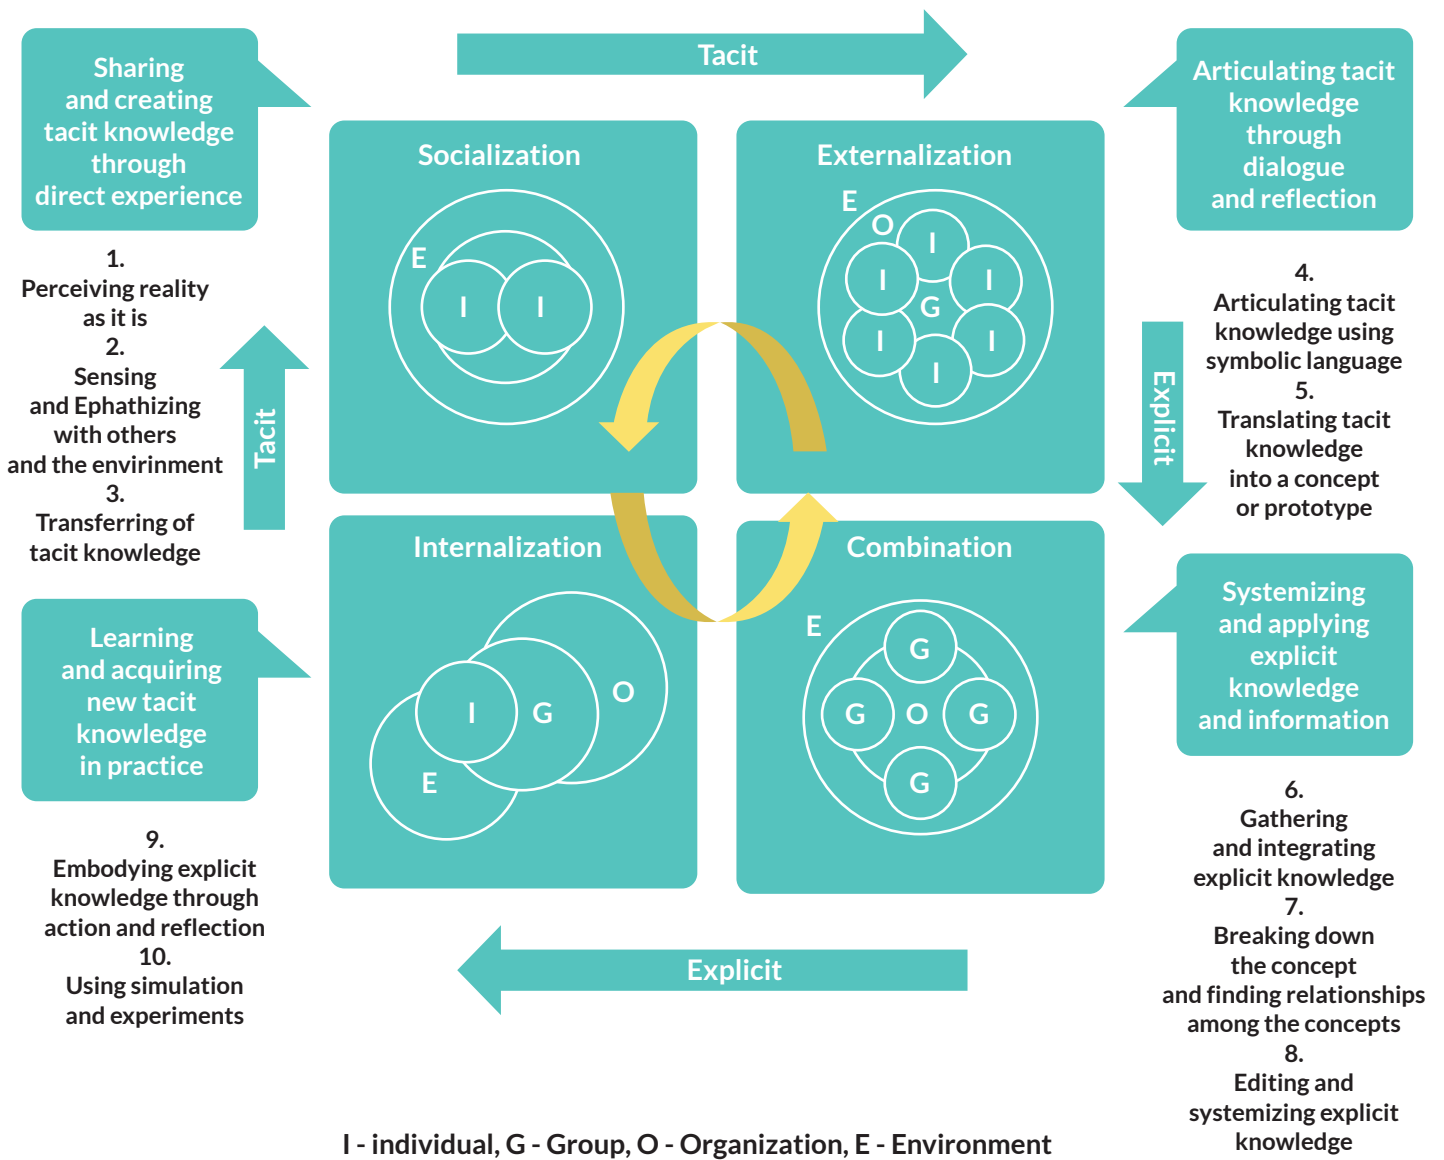 Tacit
Sharing
and creating
tacit knowledge
through
direct experience
1.
Perceiving reality
as it is
2.
Sensing
and Ephathizing
with others
and the envirinment
3.
Transferring of
tacit knowledge
Tacit
Socialization
E
I
I
Externalization
E
O
I
I
I
G
I
I
I
Articulating tacit
knowledge
through
dialogue
and reflection
4.
Articulating tacit
knowledge using
symbolic language
5.
Translating tacit
knowledge
into a concept
or prototype
Explicit
Learning
and acquiring
new tacit
knowledge
in practice
9.
Embodying explicit
knowledge through
action and reflection
10.
Using simulation
and experiments
Internalization
I
G
O
E
Combination
E
G
G
O
G
G
Systemizing
and applying
explicit
knowledge
and information
6.
Gathering
and integrating
explicit knowledge
7.
Breaking down
the concept
and finding relationships
among the concepts
8.
Editing and
systemizing explicit
knowledge
Explicit
I - individual, G - Group, O - Organization, E - Environment